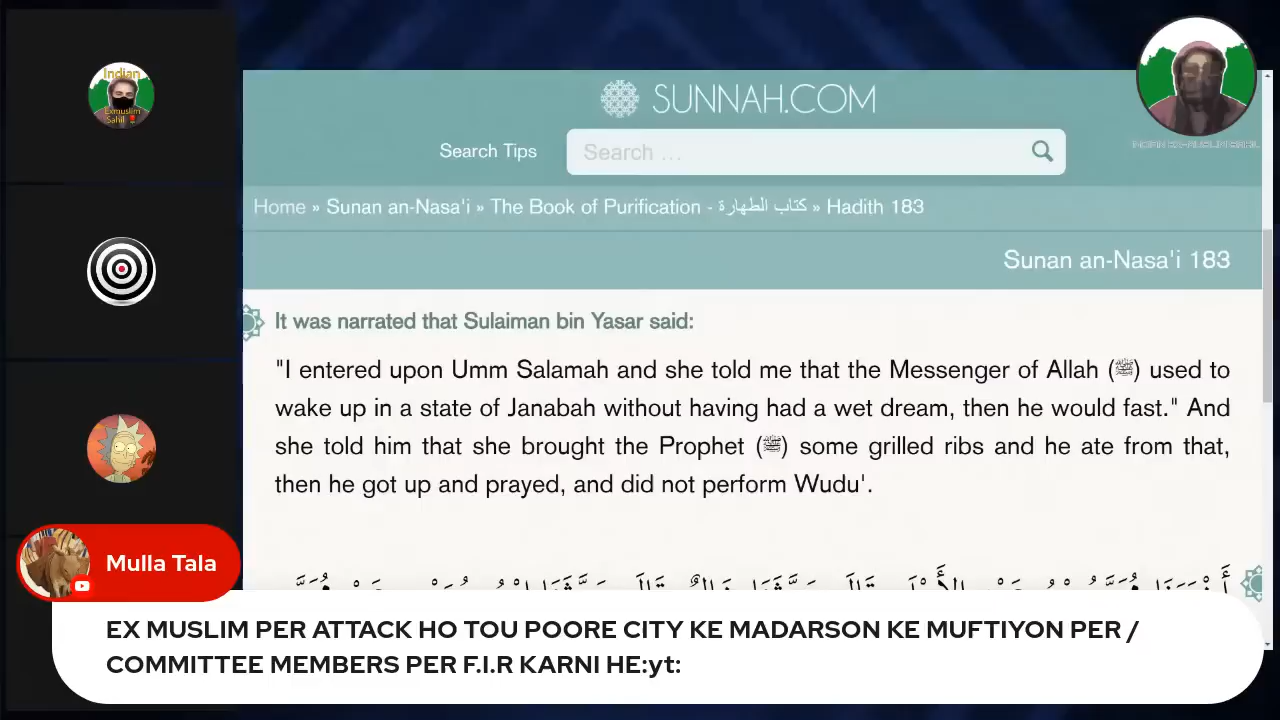 Indian
Exmuslim
Sahil
SUNNAH.COM
Search Tips
Search ...
Home » Sunan an-Nasa'i » The Book of Purification - كتاب الطهارة » Hadith 183
Sunan an-Nasa'i 183
It was narrated that Sulaiman bin Yasar said:
"I entered upon Umm Salamah and she told me that the Messenger of Allah (ﷺ) used to
wake up in a state of Janabah without having had a wet dream, then he would fast." And
she told him that she brought the Prophet (ﷺ) some grilled ribs and he ate from that,
then he got up and prayed, and did not perform Wudu'.
Mulla Tala
EX MUSLIM PER ATTACK HO TOU POORE CITY KE MADARSON KE MUFTIYON PER /
COMMITTEE MEMBERS PER F.I.R KARNI HE:yt: